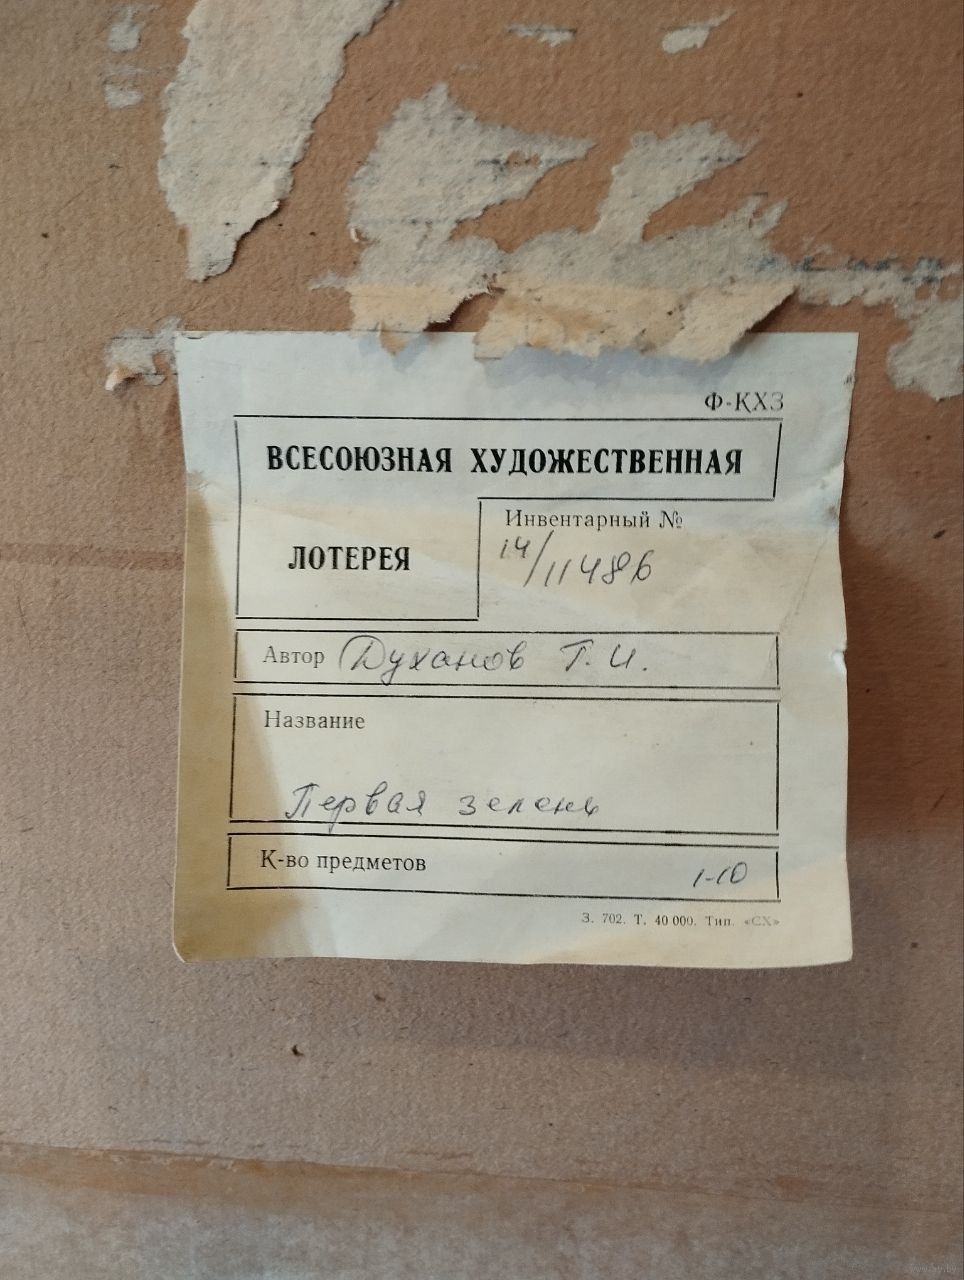 Ф-КХЗ
ВСЕСОЮЗНАЯ ХУДОЖЕСТВЕННАЯ
ЛОТЕРЕЯ
Инвентарный №
14/11486
Автор Духанов Т. И.
Название
Первая зелень
К-во предметов 1-10
З. 702. Т. 40 000. Тип. «СХ»